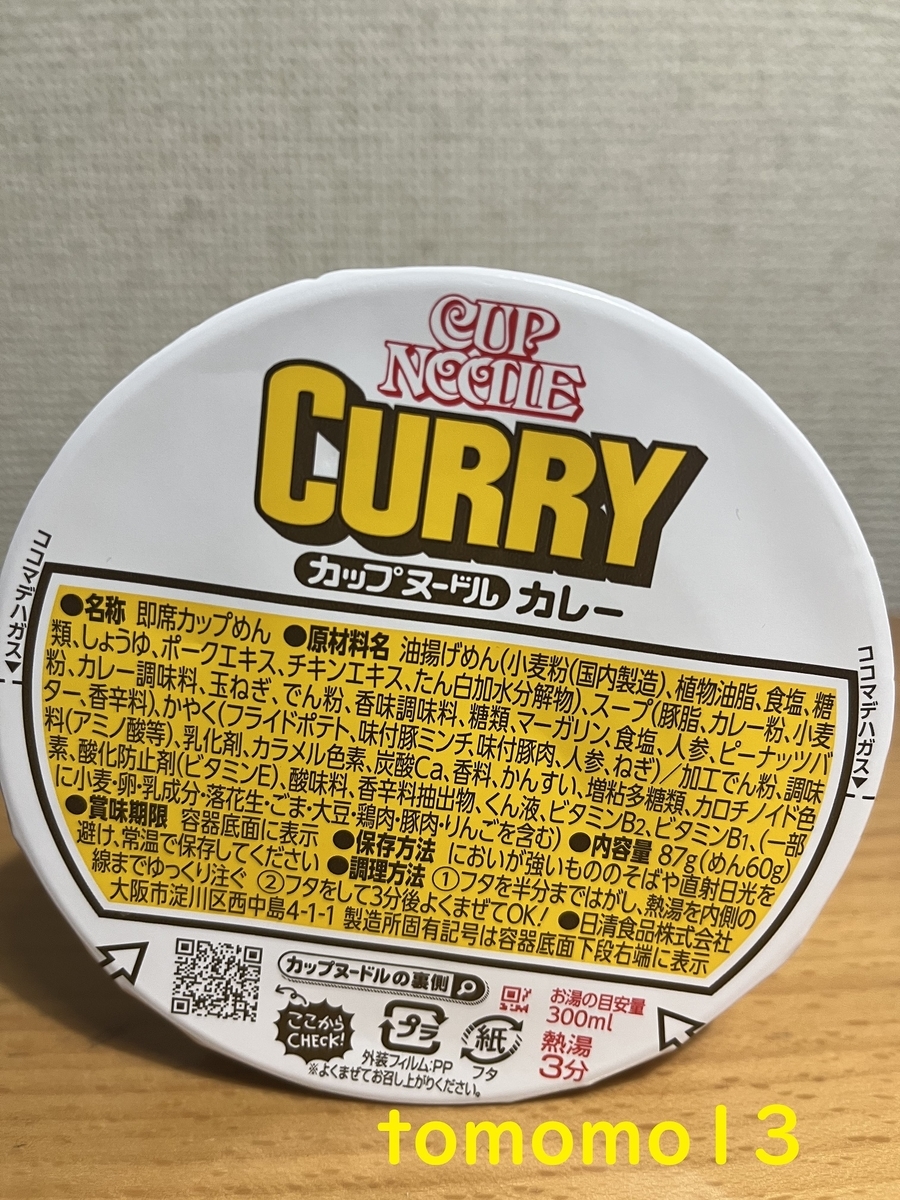 CUP
NOODLE
CURRY
カップヌードル カレー
ココマデハガス
ココマデハガス
●名称 即席カップめん ●原材料名 油揚げめん(小麦粉(国内製造)、植物油脂、食塩、糖
類、しょうゆ、ポークエキス、チキンエキス、たん白加水分解物)、スープ(豚脂、カレー粉、小麦
粉、カレー調味料、玉ねぎ、でん粉、香味調味料、糖類、マーガリン、食塩、人参、ピーナッツバ
ター、香辛料)、かやく(フライドポテト、味付豚ミンチ、味付豚肉、人参、ねぎ)/加工でん粉、調味
料(アミノ酸等)、乳化剤、カラメル色素、炭酸Ca、香料、かんすい、増粘多糖類、カロチノイド色
素、酸化防止剤(ビタミンE)、酸味料、香辛料抽出物、くん液、ビタミンB2、ビタミンB1、(一部
に小麦・卵・乳成分・落花生・ごま・大豆・鶏肉・豚肉・りんごを含む) ●内容量 87g(めん60g)
●賞味期限 容器底面に表示 ●保存方法 においが強いもののそばや直射日光を
避け、常温で保存してください ●調理方法 ①フタを半分まではがし、熱湯を内側の
線までゆっくり注ぐ ②フタをして3分後よくまぜてOK! ●日清食品株式会社
大阪市淀川区西中島4-1-1 製造所固有記号は容器底面下段右端に表示
カップヌードルの裏側
ここから
CHECK!
プラ
外装フィルム:PP
紙
フタ
※よくまぜてお召し上がりください。
お湯の目安量
300ml
熱湯
3分
tomomo13